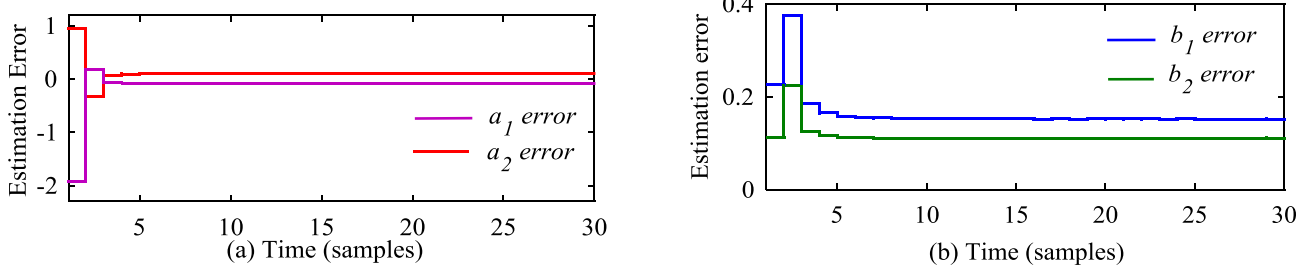 Estimation Error
1
0
-1
-2
a1 error
a2 error
5 10 15 20 25 30
(a) Time (samples)
Estimation error
0.4
0.2
0
b1 error
b2 error
5 10 15 20 25 30
(b) Time (samples)